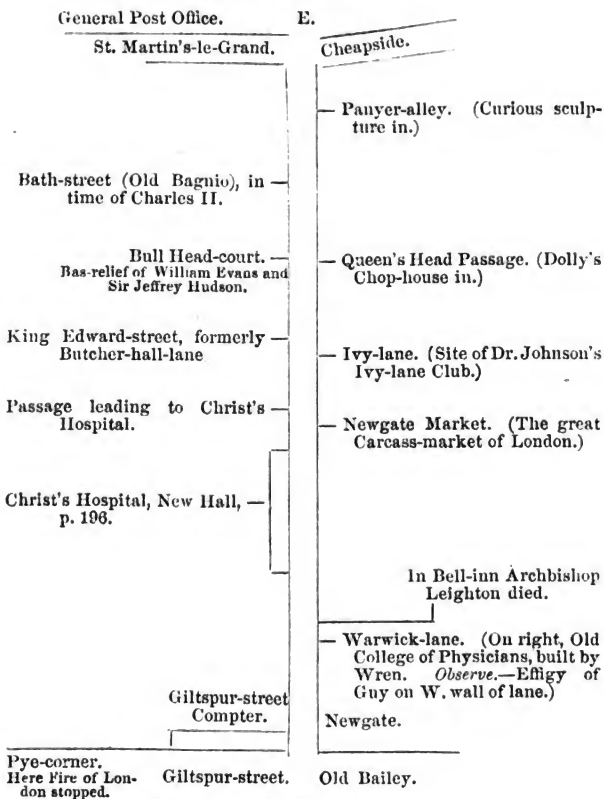 General Post Office. E.
St. Martin's-le-Grand. Cheapside.
Panyer-alley. (Curious sculp-
ture in.)
Bath-street (Old Bagnio), in
time of Charles II.
Bull Head-court.
Bas-relief of William Evans and
Sir Jeffrey Hudson.
Queen's Head Passage. (Dolly's
Chop-house in.)
King Edward-street, formerly
Butcher-hall-lane
Ivy-lane. (Site of Dr. Johnson's
Ivy-lane Club.)
Passage leading to Christ's
Hospital.
Newgate Market. (The great
Carcass-market of London.)
Christ's Hospital, New Hall,
p. 196.
In Bell-inn Archbishop
Leighton died.
Warwick-lane. (On right, Old
College of Physicians, built by
Wren. Observe.—Effigy of
Guy on W. wall of lane.)
Giltspur-street
Compter.
Newgate.
Pye-corner.
Here Fire of Lon-
don stopped.
Giltspur-street. Old Bailey.